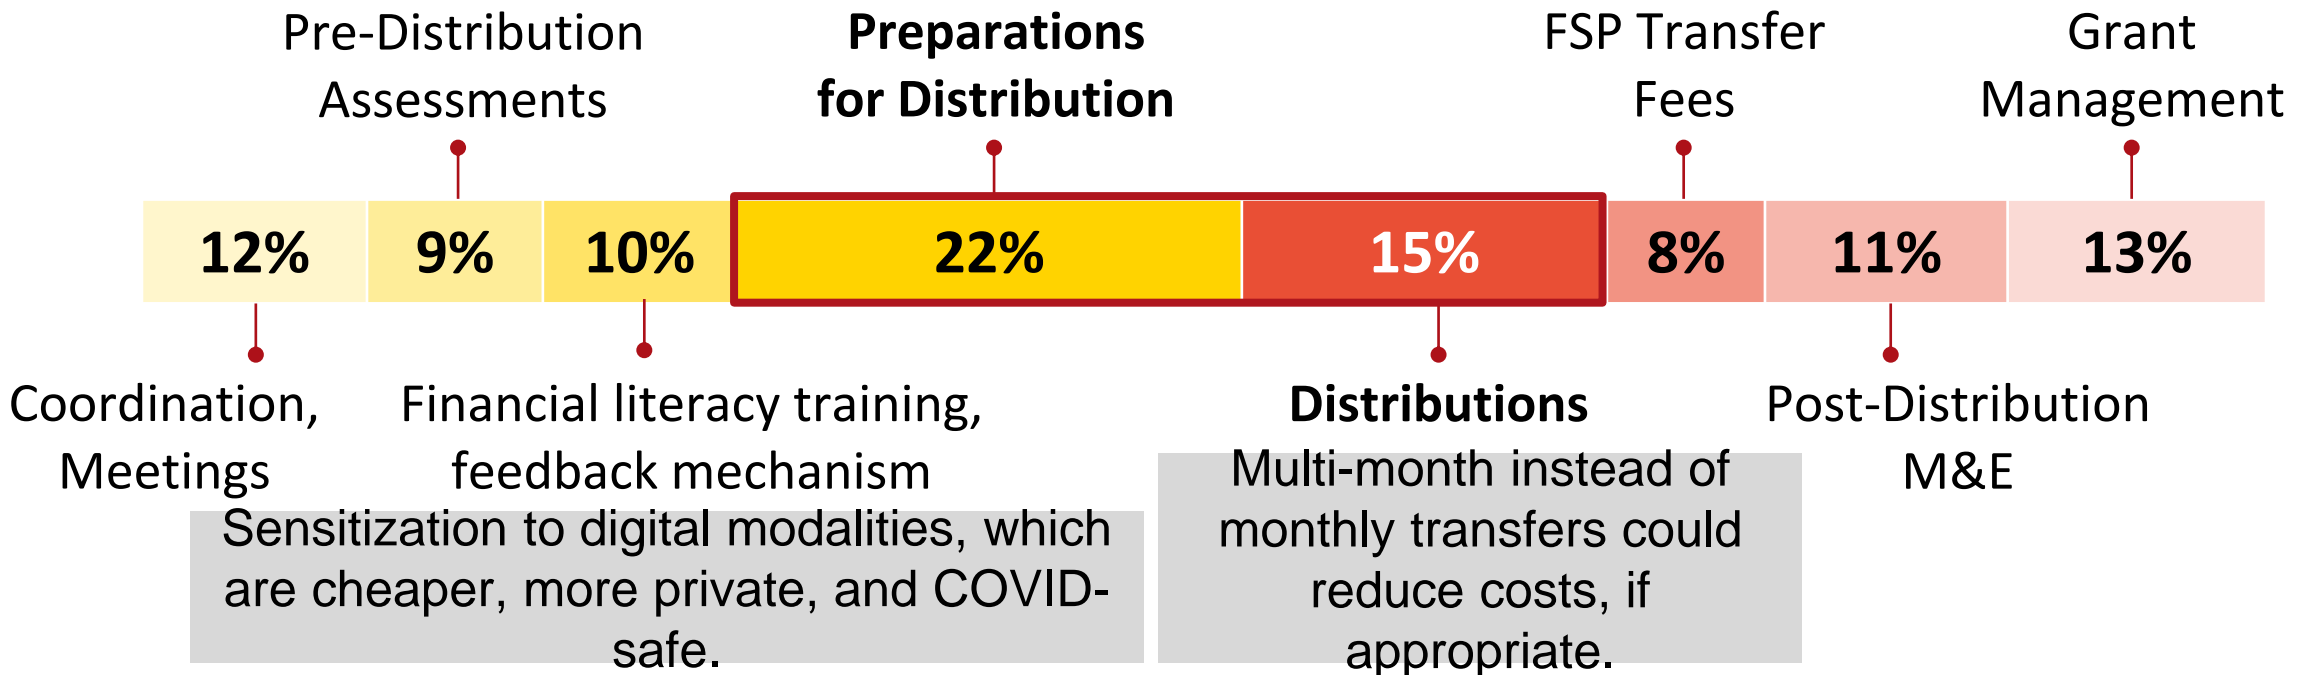 Pre-Distribution
Assessments
Preparations
for Distribution
FSP Transfer
Fees
Grant
Management
12%
9%
10%
22%
15%
8%
11%
13%
Coordination,
Meetings
Financial literacy training,
feedback mechanism
Distributions
Post-Distribution
M&E
Sensitization to digital modalities, which
are cheaper, more private, and COVID-
safe.
Multi-month instead of
monthly transfers could
reduce costs, if
appropriate.